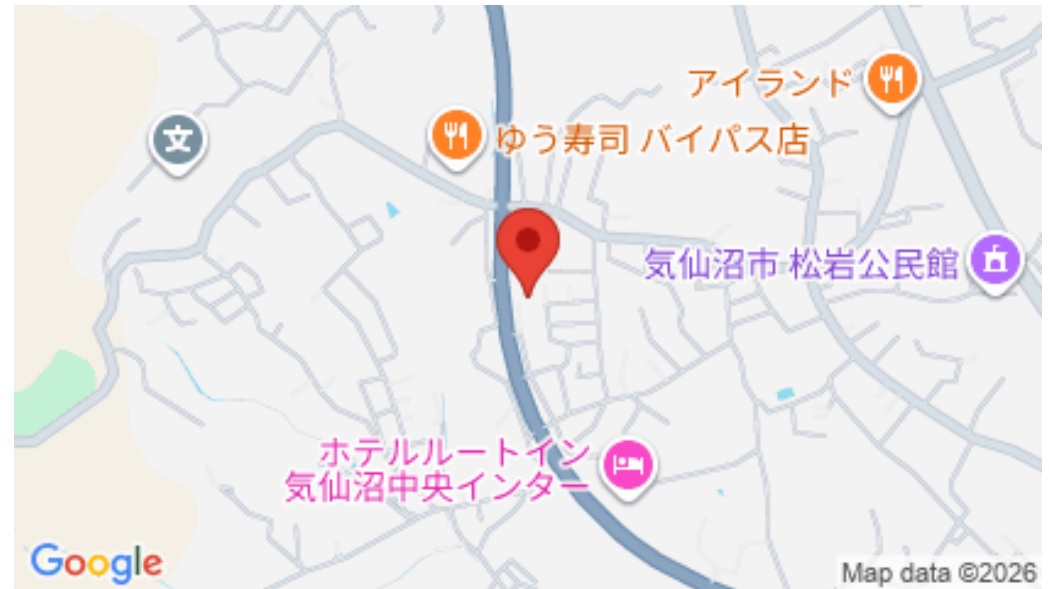 アイランド
ゆう寿司 バイパス店
文
気仙沼市 松岩公民館
ホテルルートイン
気仙沼中央インター
Google
Map data ©2026